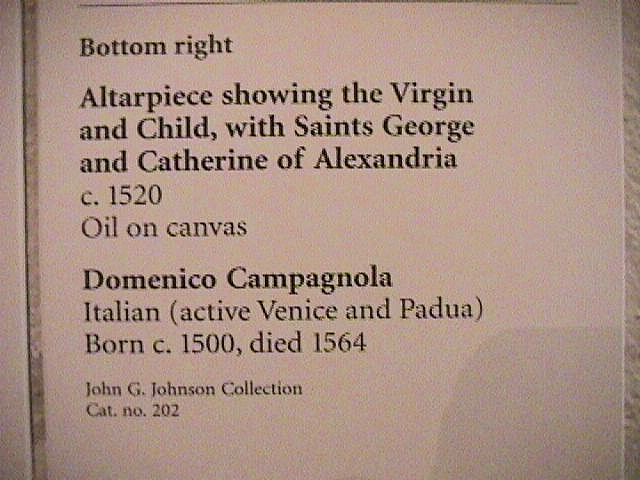 Bottom right
Altarpiece showing the Virgin
and Child, with Saints George
and Catherine of Alexandria
c. 1520
Oil on canvas
Domenico Campagnola
Italian (active Venice and Padua)
Born c. 1500, died 1564
John G. Johnson Collection
Cat. no. 202